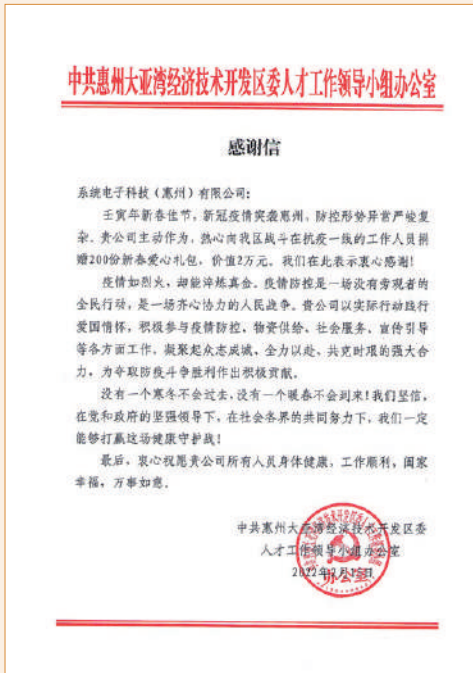 中共惠州大亚湾经济技术开发区委人才工作领导小组办公室
感谢信
系统电子科技（惠州）有限公司：
壬寅年新春佳节，新冠疫情突袭惠州，防控形势异常严峻复
杂。贵公司主动作为，热心向我区战斗在抗疫一线的工作人员捐
赠200份新春爱心礼包，价值2万元。我们在此表示衷心感谢！
疫情如烈火，却能淬炼真金。疫情防控是一场没有旁观者的
全民行动，是一场齐心协力的人民战争。贵公司以实际行动践行
爱国情怀，积极参与疫情防控、物资供给、社会服务、宣传引导
等各方面工作，凝聚起众志成城、全力以赴、共克时艰的强大合
力，为夺取防疫斗争胜利作出积极贡献。
没有一个寒冬不会过去，没有一个暖春不会到来！我们坚信，
在党和政府的坚强领导下，在社会各界的共同努力下，我们一定
能够打赢这场健康守护战！
最后，衷心祝愿贵公司所有人员身体健康，工作顺利，阖家
幸福，万事如意。
中共惠州大亚湾经济技术开发区委
人才工作领导小组办公室
2022年2月15日
办公室